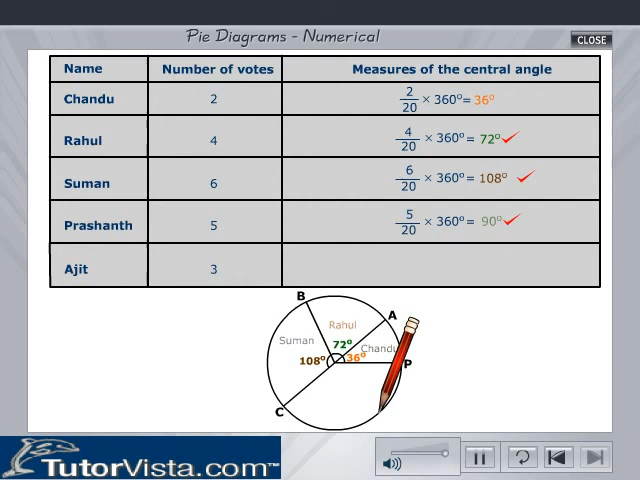 Pie Diagrams - Numerical
CLOSE
Name Number of votes Measures of the central angle
Chandu 2 2/20 × 360° = 36°
Rahul 4 4/20 × 360° = 72°
Suman 6 6/20 × 360° = 108°
Prashanth 5 5/20 × 360° = 90°
Ajit 3
B
A
Rahul
Suman 72° Chandu
108° 36° P
C
TutorVista.com™